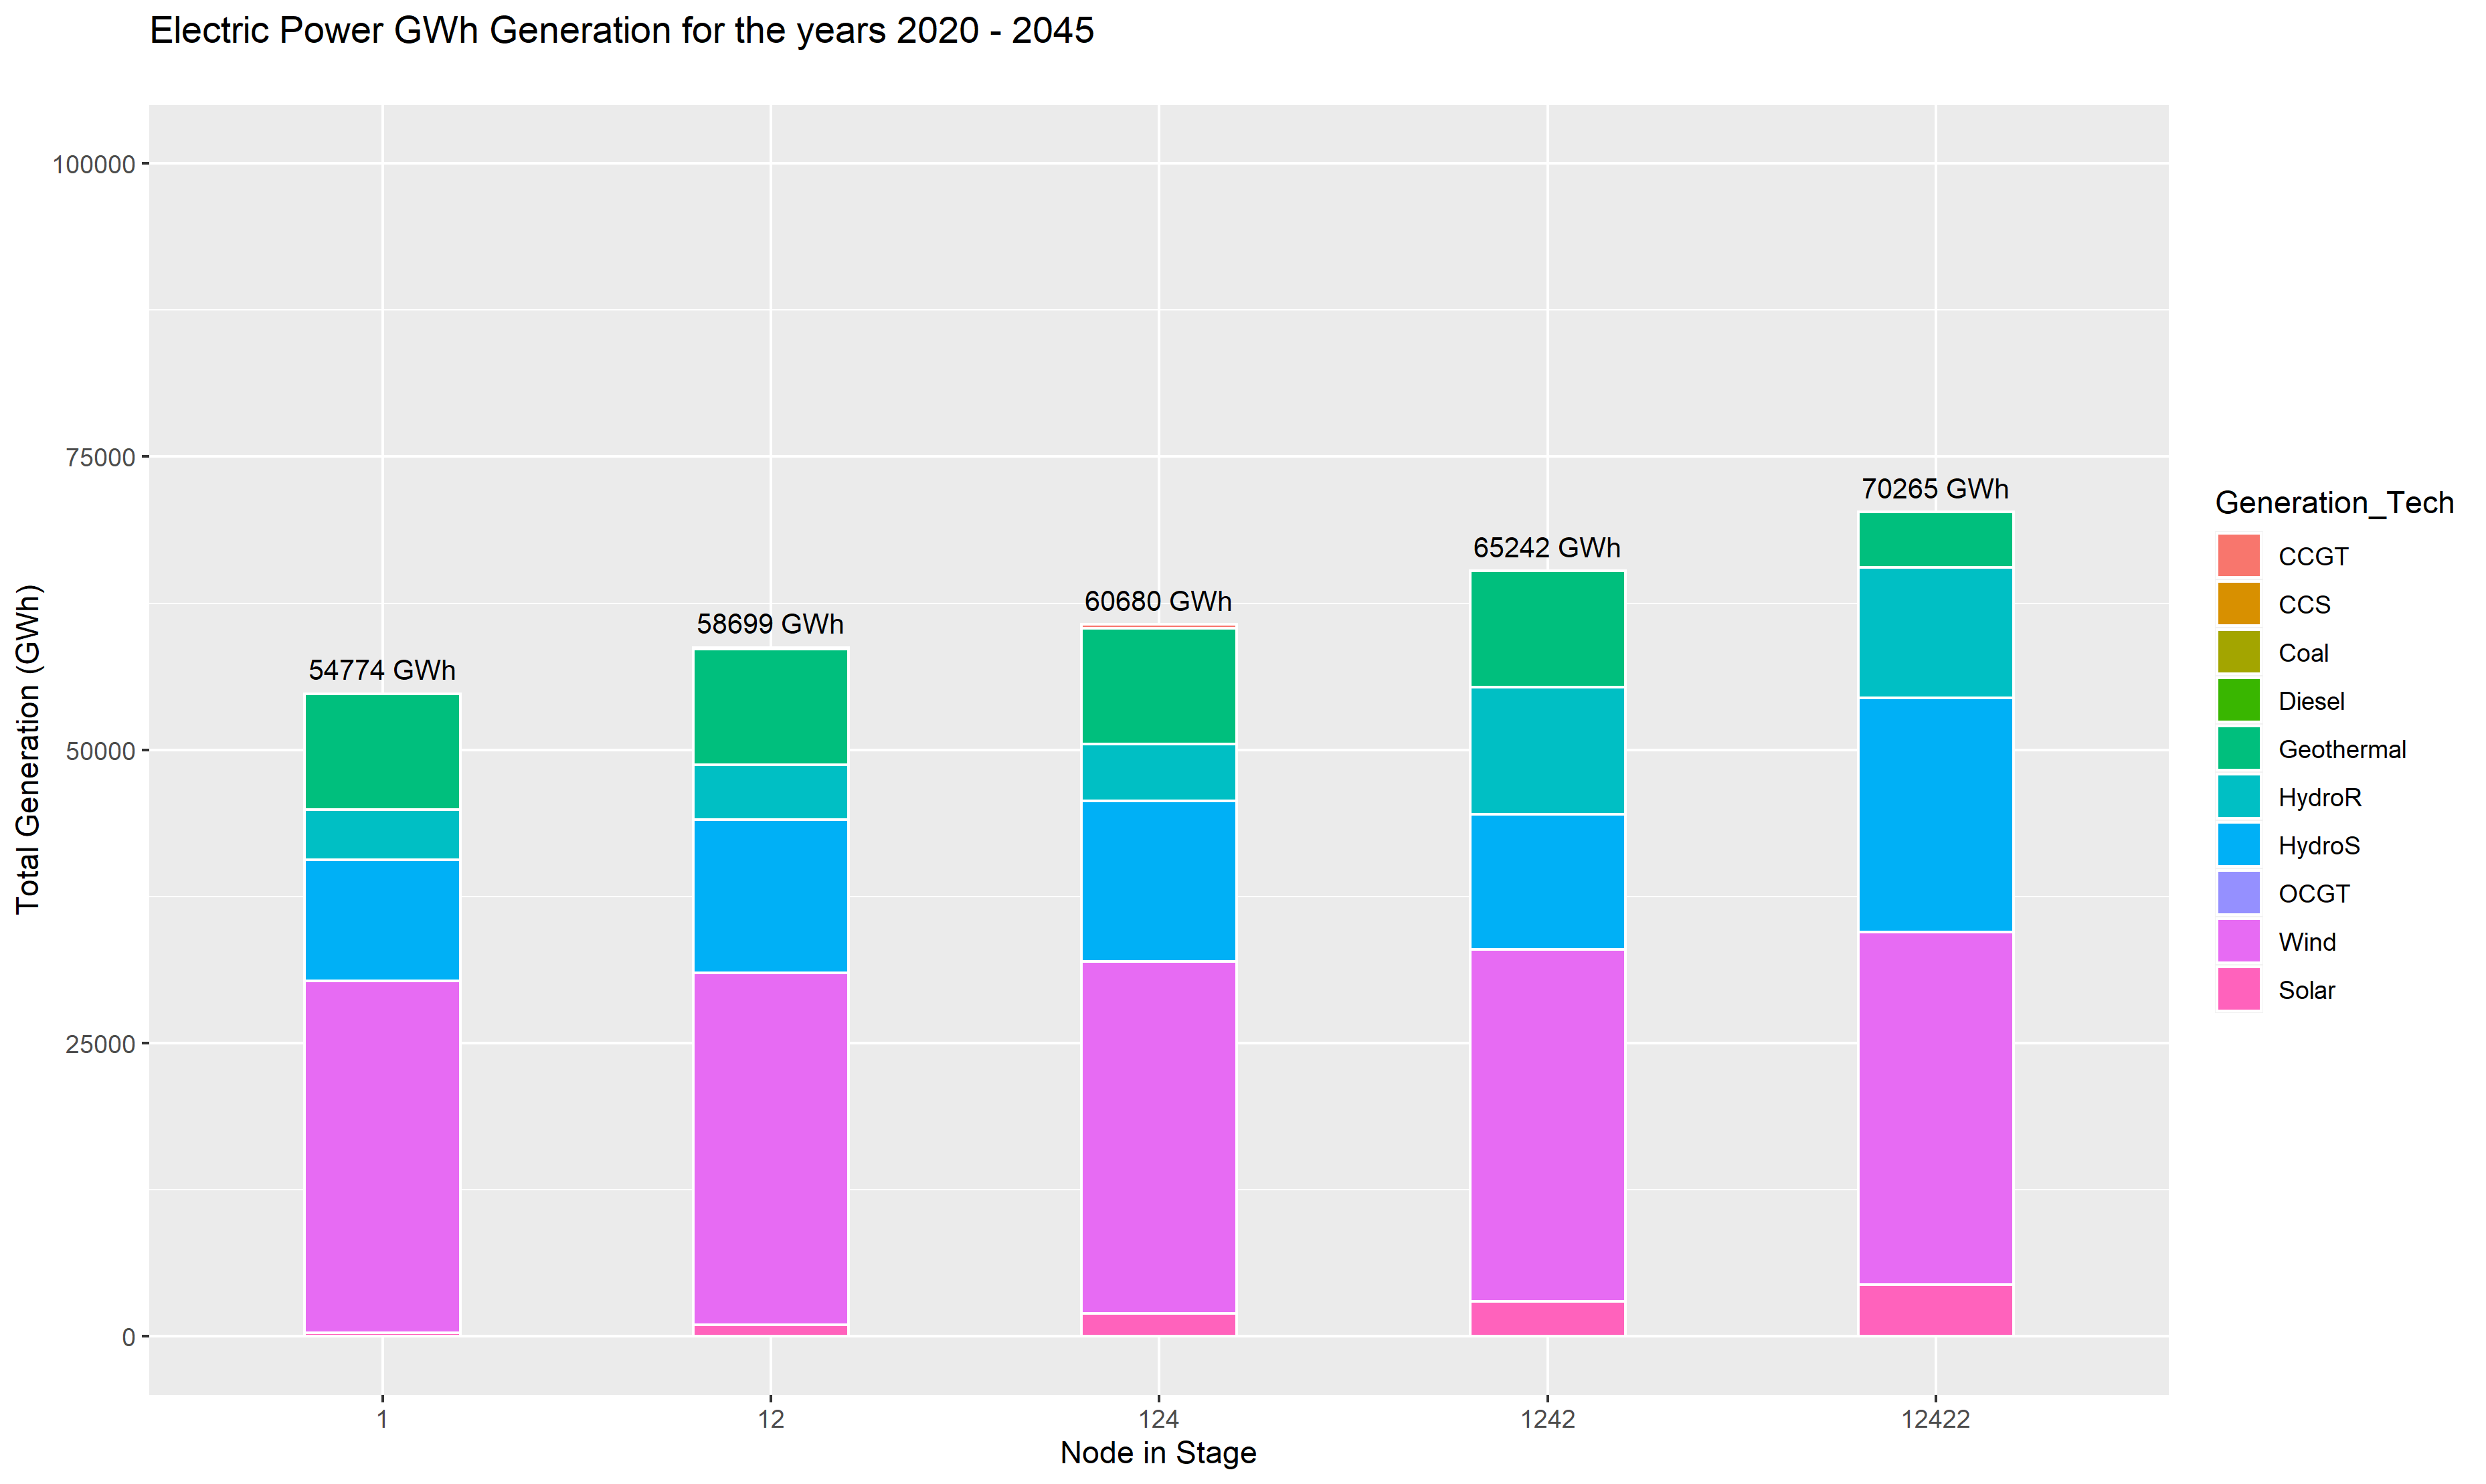 Electric Power GWh Generation for the years 2020 - 2045
Total Generation (GWh)
100000
75000
50000
25000
0
54774 GWh
58699 GWh
60680 GWh
65242 GWh
70265 GWh
1
12
124
1242
12422
Node in Stage
Generation_Tech
CCGT
CCS
Coal
Diesel
Geothermal
HydroR
HydroS
OCGT
Wind
Solar